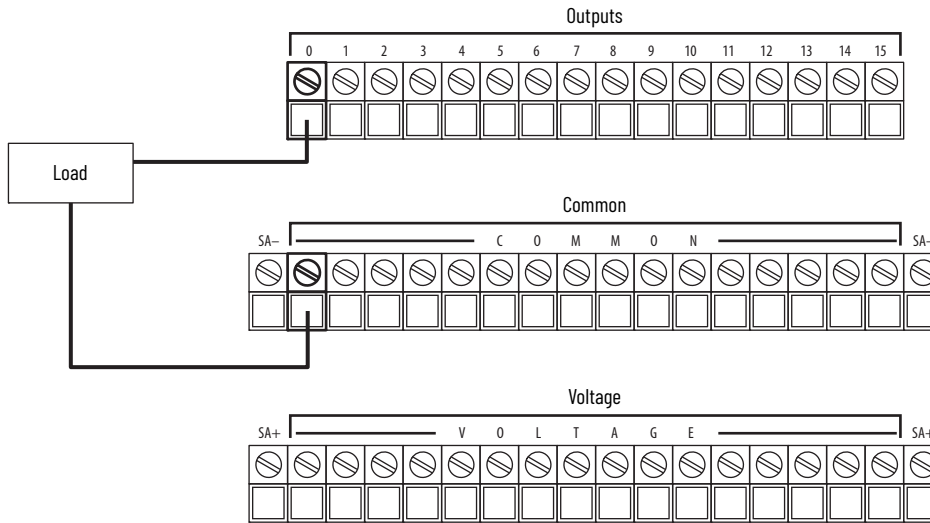 Outputs
0 1 2 3 4 5 6 7 8 9 10 11 12 13 14 15
Load
Common
SA– C O M M O N SA–
Voltage
SA+ V O L T A G E SA+